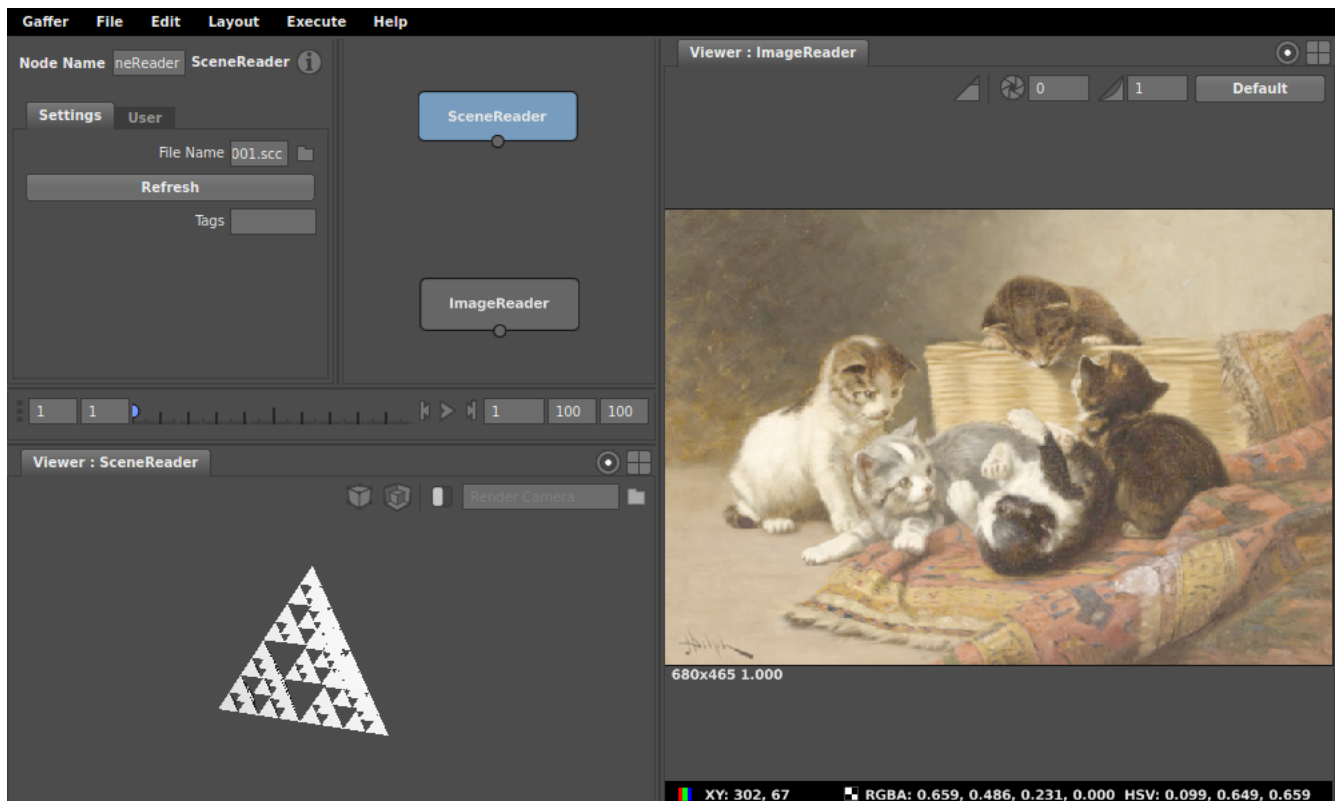 Gaffer File Edit Layout Execute Help
Node Name neReader SceneReader
Settings User
File Name 001.scc
Refresh
Tags
SceneReader
ImageReader
1 1 1 100 100
Viewer : SceneReader
Render Camera
Viewer : ImageReader
0 1 Default
680x465 1.000
XY: 302, 67 RGBA: 0.659, 0.486, 0.231, 0.000 HSV: 0.099, 0.649, 0.659